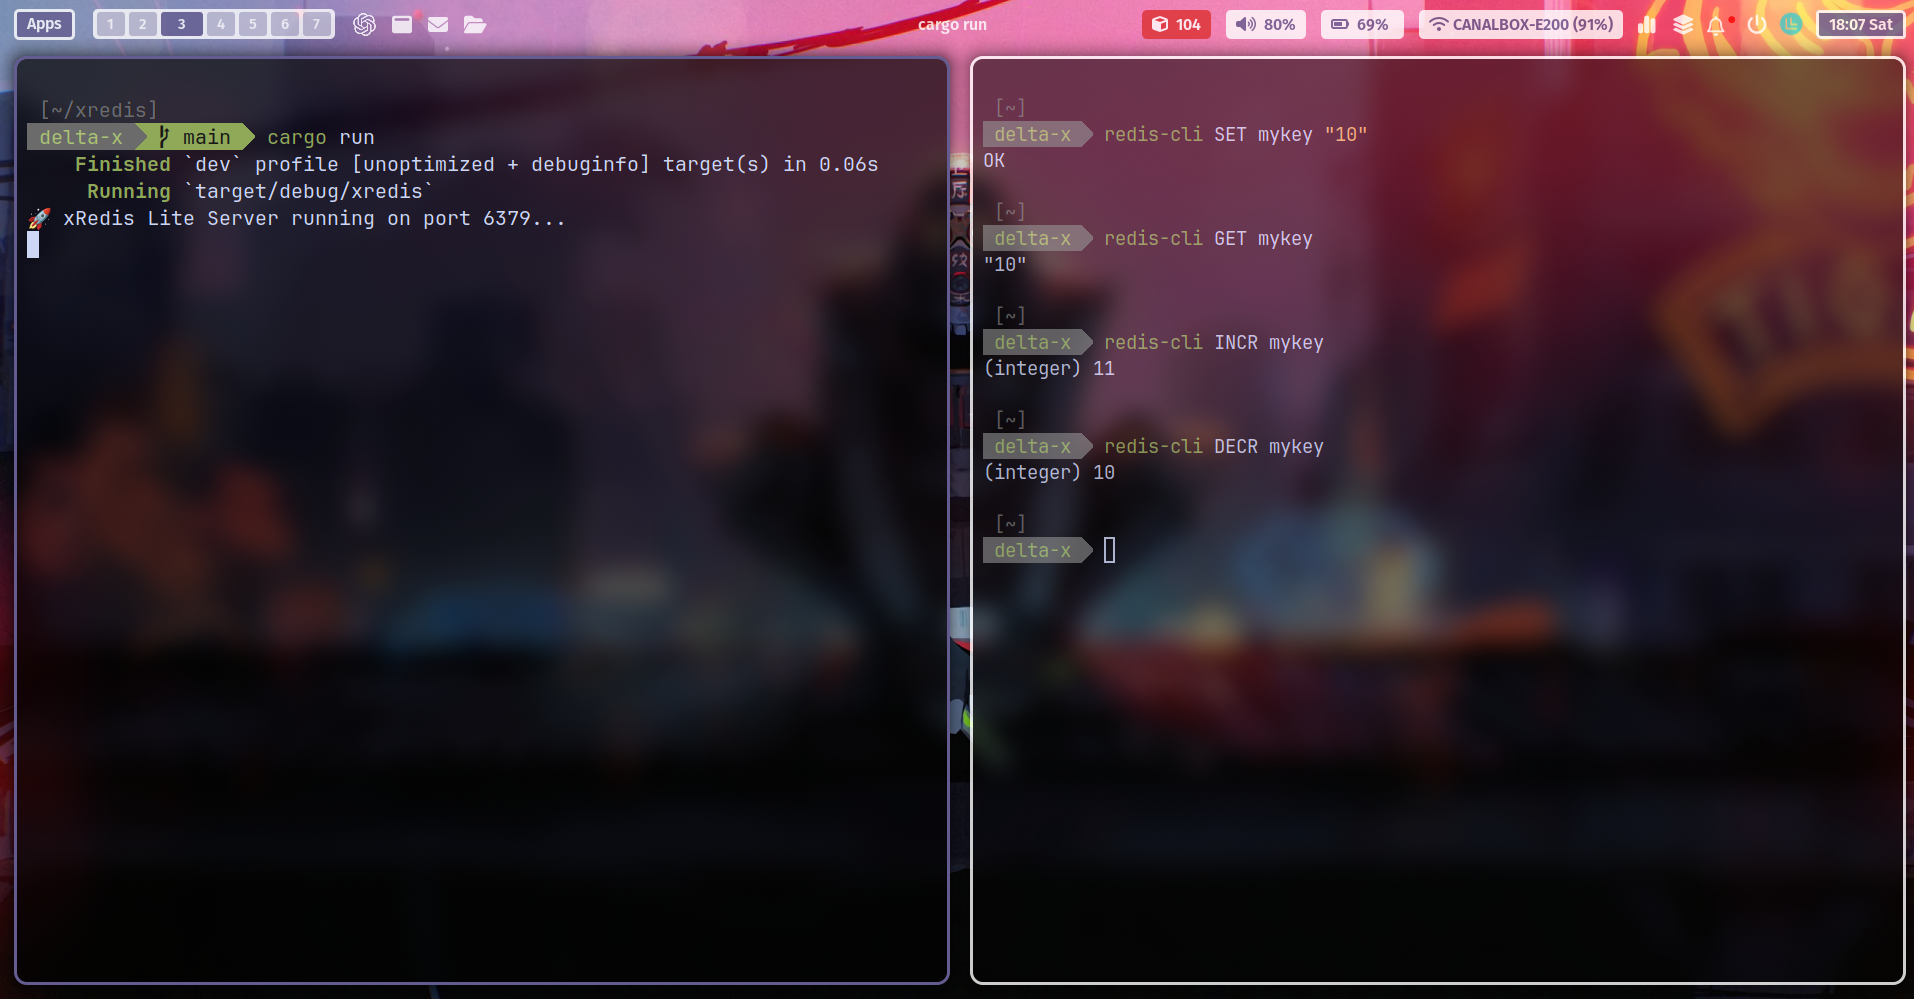 Apps 1 2 3 4 5 6 7 cargo run 104 80% 69% CANALBOX-E200 (91%) 18:07 Sat
[~/xredis]
delta-x main cargo run
Finished `dev` profile [unoptimized + debuginfo] target(s) in 0.06s
Running `target/debug/xredis`
🚀 xRedis Lite Server running on port 6379...
[~]
delta-x redis-cli SET mykey "10"
OK
[~]
delta-x redis-cli GET mykey
"10"
[~]
delta-x redis-cli INCR mykey
(integer) 11
[~]
delta-x redis-cli DECR mykey
(integer) 10
[~]
delta-x